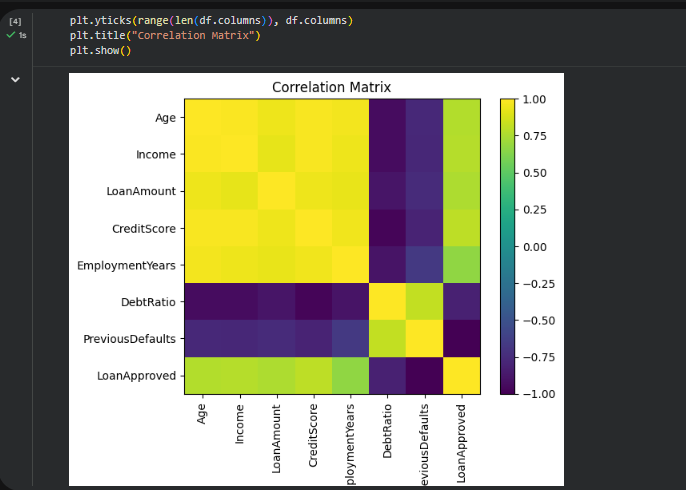 [4]
1s
plt.yticks(range(len(df.columns)), df.columns)
plt.title("Correlation Matrix")
plt.show()
Correlation Matrix
Age
Income
LoanAmount
CreditScore
EmploymentYears
DebtRatio
PreviousDefaults
LoanApproved
1.00
0.75
0.50
0.25
0.00
−0.25
−0.50
−0.75
−1.00
Age
Income
LoanAmount
CreditScore
ploymentYears
DebtRatio
eviousDefaults
LoanApproved